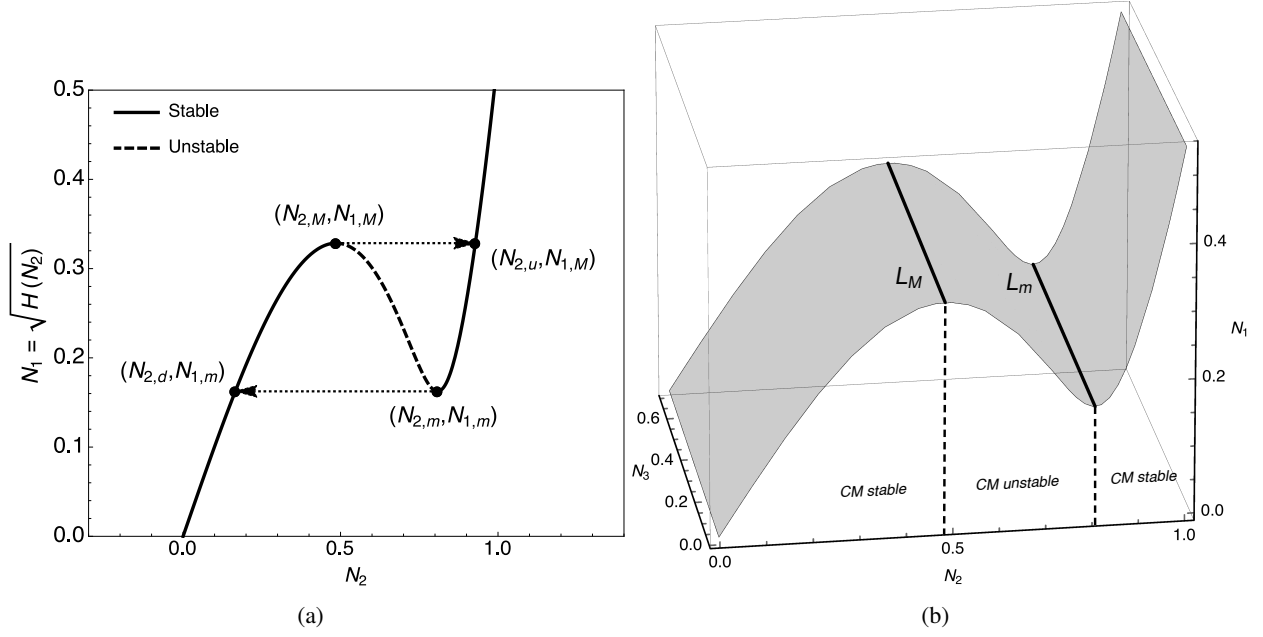 0.5
0.4
0.3
0.2
0.1
0.0
N₁ = √H(N₂)
Stable
Unstable
(N₂,M,N₁,M)
(N₂,u,N₁,M)
(N₂,d,N₁,m)
(N₂,m,N₁,m)
0.0 0.5 1.0
N₂
(a)
L_M
L_m
N₁
0.4
0.2
0.0
0.6
0.4
0.2
0.0
N₃
CM stable
CM unstable
CM stable
0.0 0.5 1.0
N₂
(b)